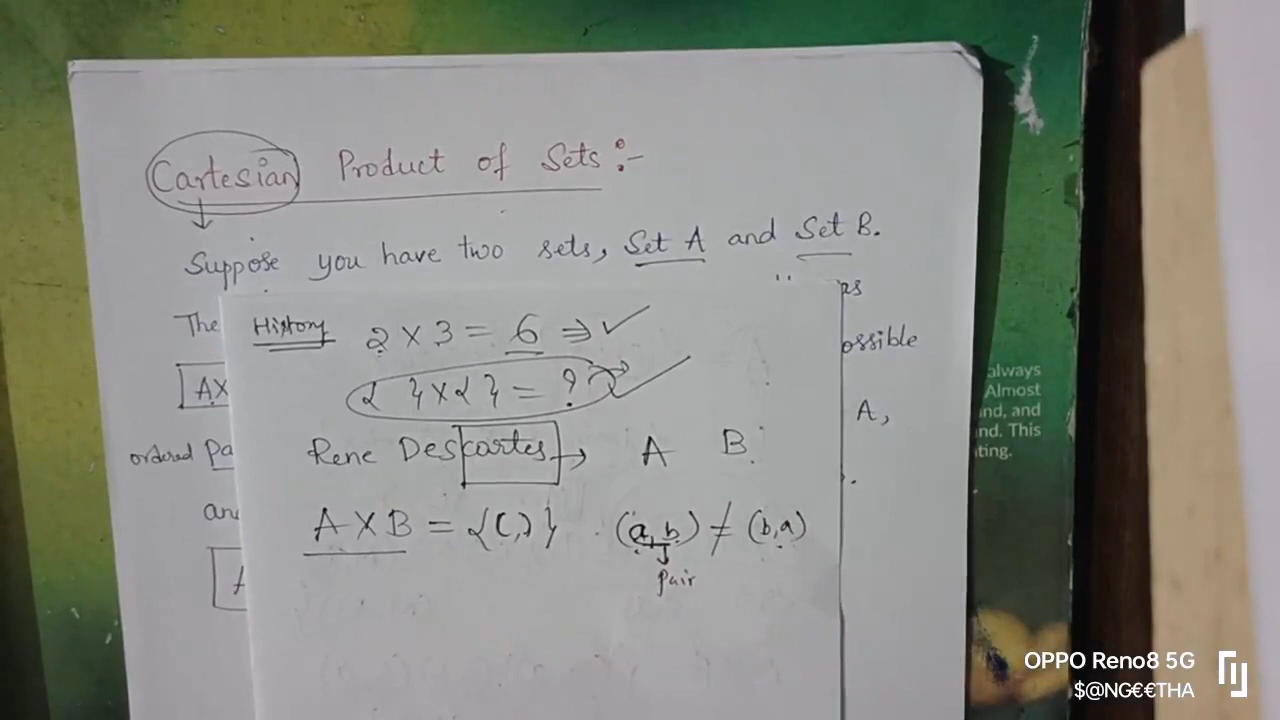 Cartesian Product of Sets :-
Suppose you have two sets, Set A and Set B.
The
ossible
AX
A,
ordered Pa
and
History 2 X 3 = 6 ⇒ ✓
{ } X { } = ? ✓
Rene Descartes → A B
A X B = {(,)} (a,b) ≠ (b,a)
Pair
always
Almost
nd, and
nd. This
ting.
OPPO Reno8 5G
$@NG€€THA